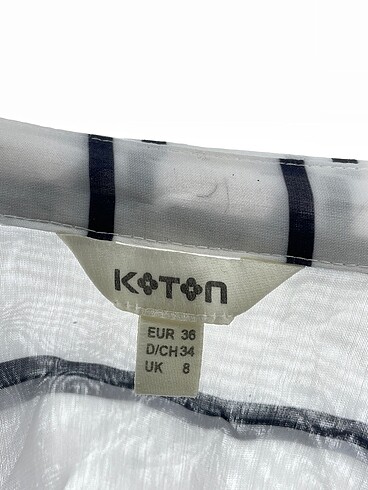 KOTON
EUR 36
D/CH 34
UK 8